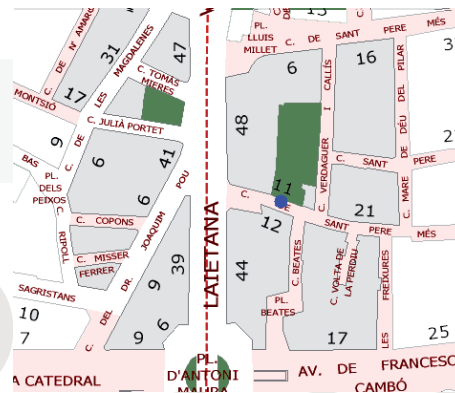 PL.
LLUIS
MILLET
C. DE SANT PERE MÉS
C. DE N' AMARGÓS
31
MAGDALENES
LES
C. DE
47
C. TOMÀS
MIERES
6
16
CALLÍS
I
VERDAGUER
C.
PILAR
DEL
DÉU
DE
MARE
C.
17
MONTSIÓ
C. JULIÀ PORTET
48
9
BAS
PL.
DELS
PEIXOS
6
41
6
POU
JOAQUIM
DR.
DEL
C.
C. SANT PERE
11
C. DE SANT PERE MÉS
21
12
C. COPONS
C. RIPOLL
C. MISSER
FERRER
LAIETANA
39
44
C. BEATES
C. VOLTA DE
LA PERDIU
FREIXURES
LES
SAGRISTANS
10
7
9
6
9
PL.
BEATES
17
25
PL.
D'ANTONI
MAURA
A CATEDRAL
AV. DE FRANCESC
CAMBÓ